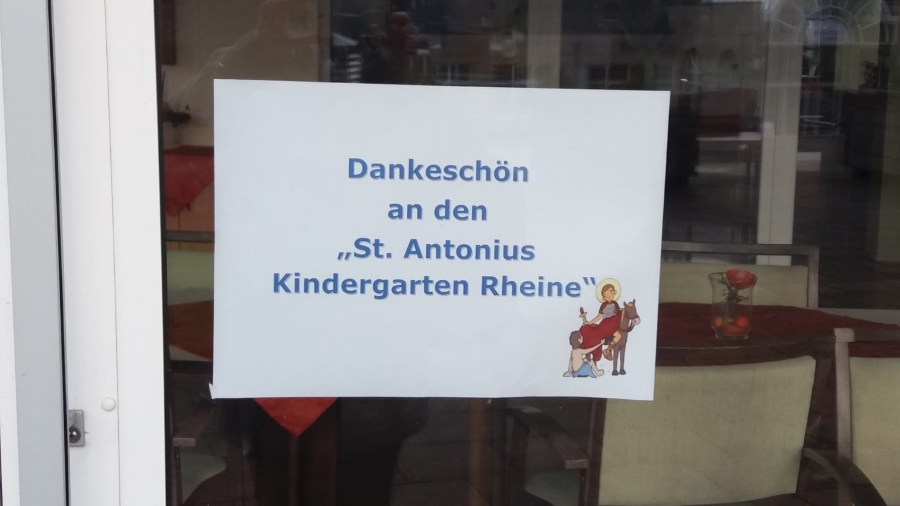 Dankeschön
an den
„St. Antonius
Kindergarten Rheine“